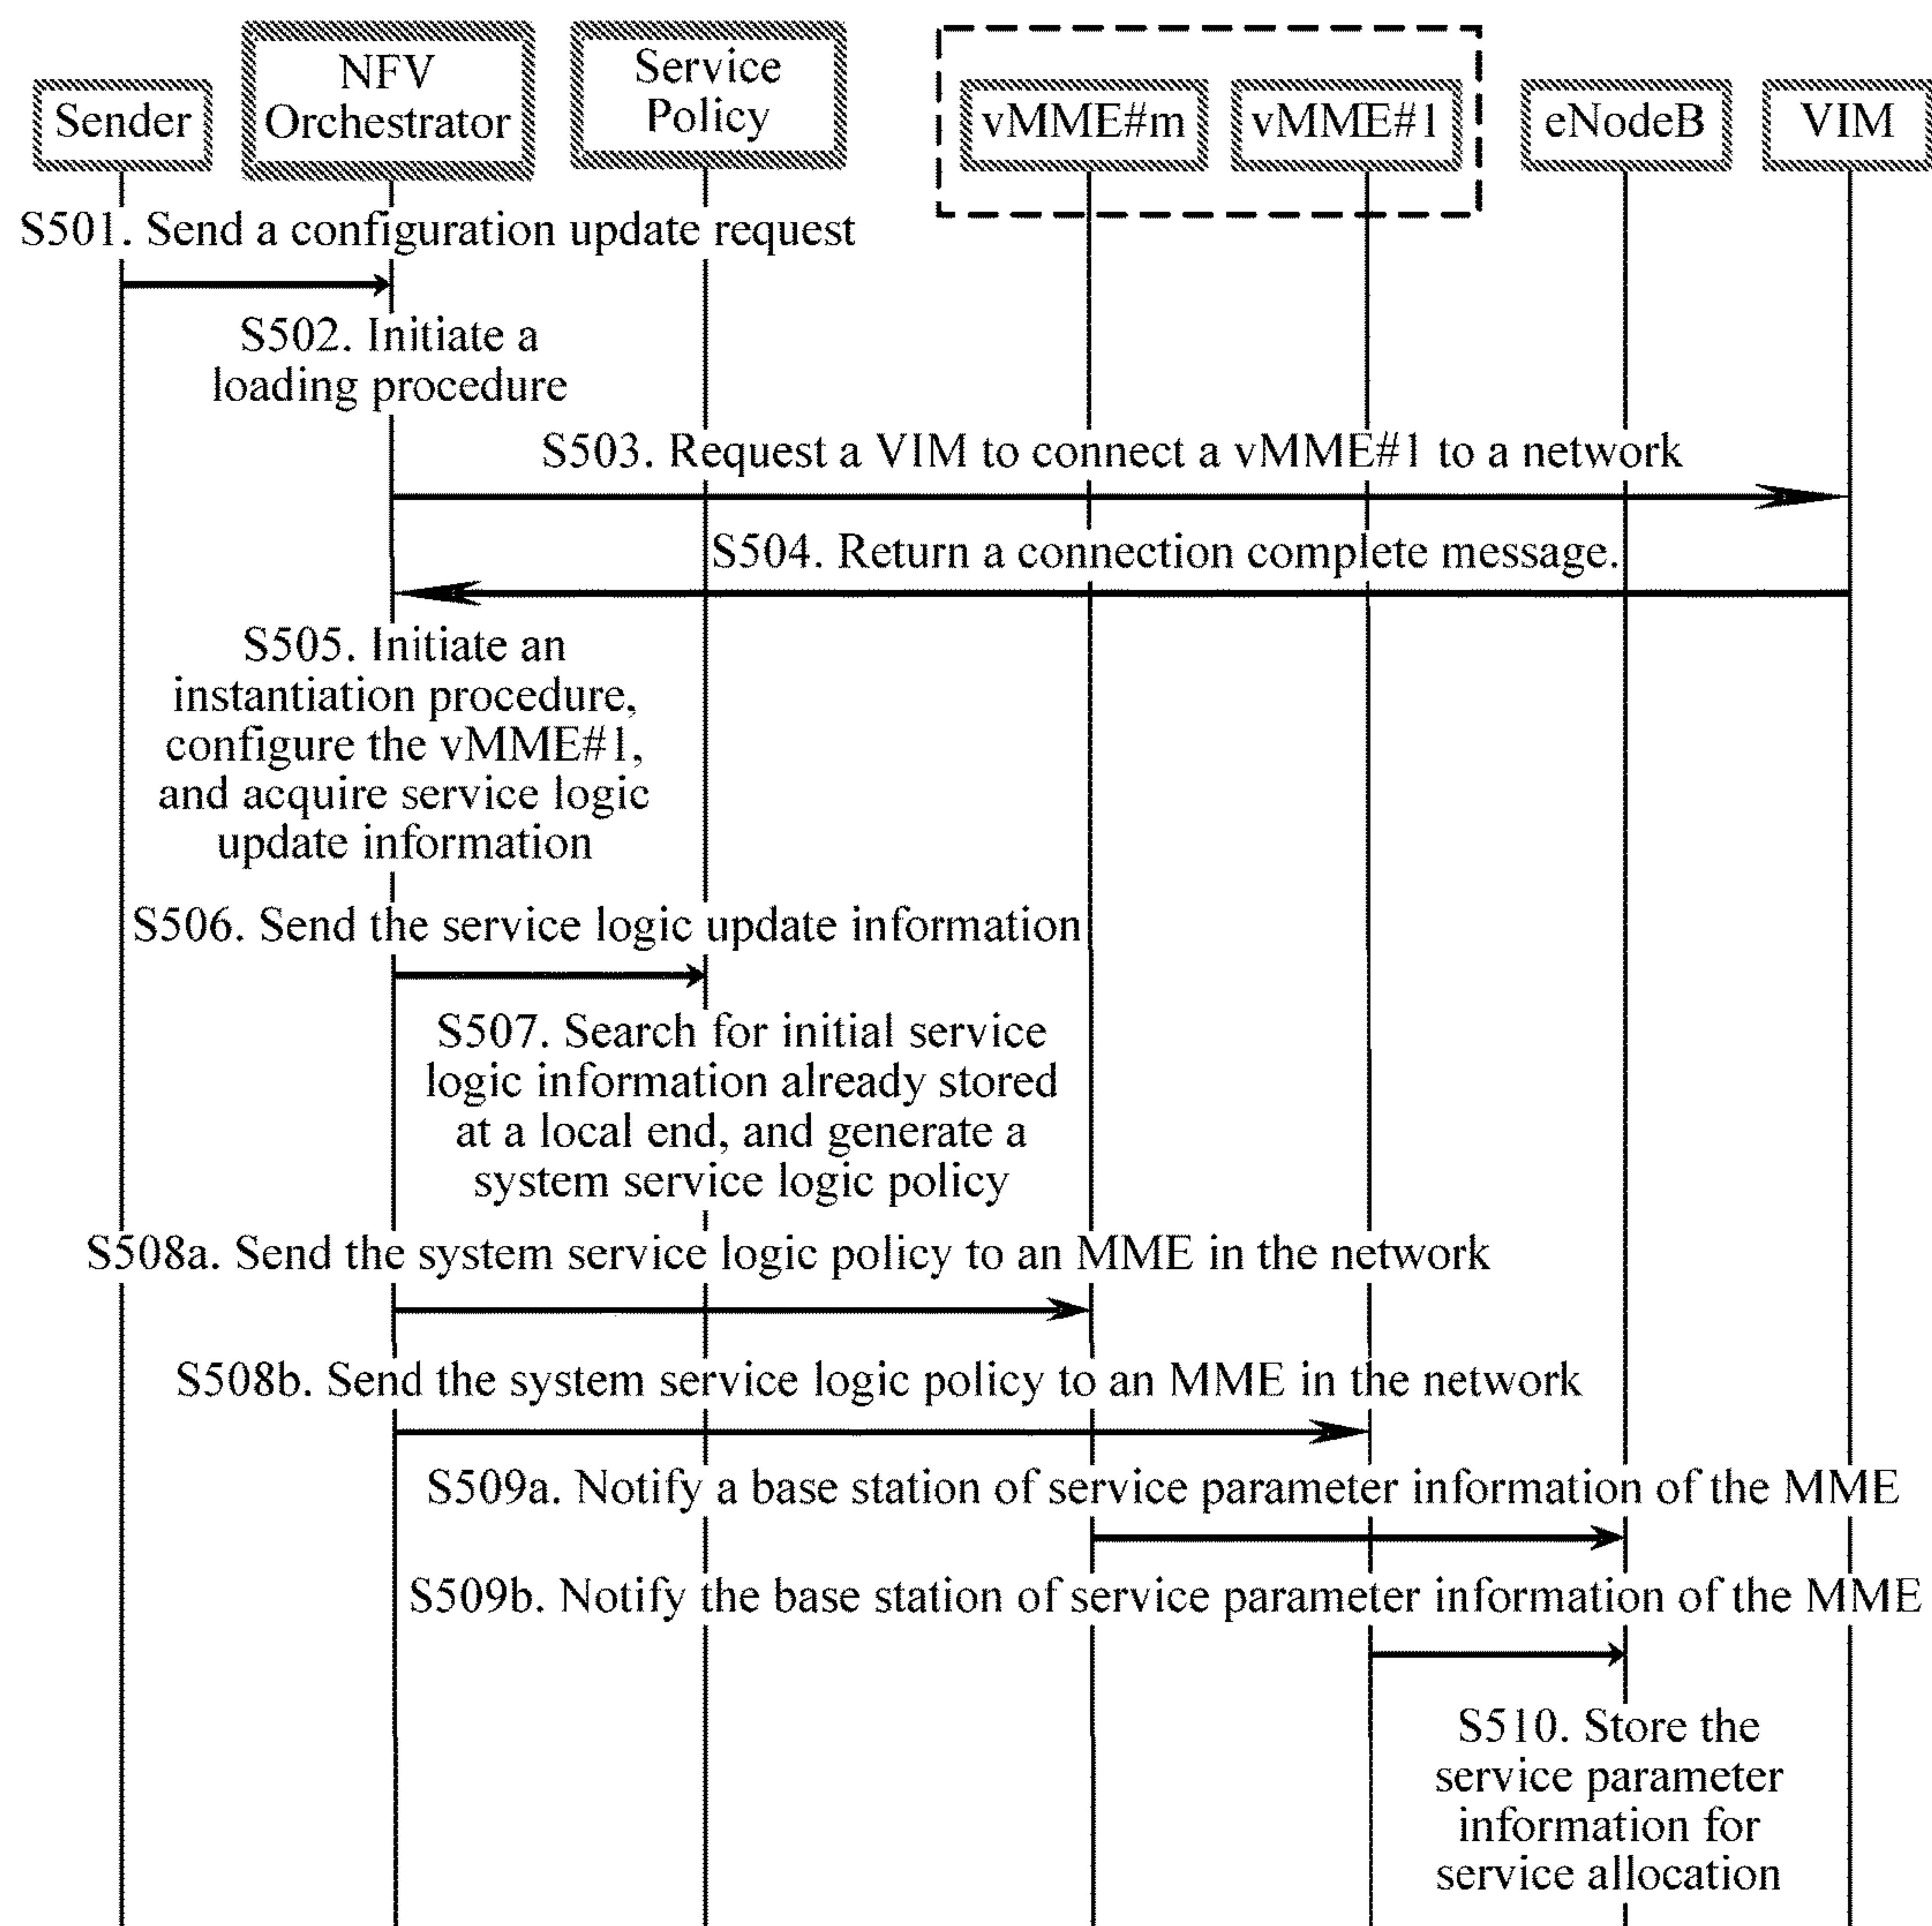 Sender
NFV
Orchestrator
Service
Policy
vMME#m
vMME#1
eNodeB
VIM
S501. Send a configuration update request
S502. Initiate a
loading procedure
S503. Request a VIM to connect a vMME#1 to a network
S504. Return a connection complete message.
S505. Initiate an
instantiation procedure,
configure the vMME#1,
and acquire service logic
update information
S506. Send the service logic update information
S507. Search for initial service
logic information already stored
at a local end, and generate a
system service logic policy
S508a. Send the system service logic policy to an MME in the network
S508b. Send the system service logic policy to an MME in the network
S509a. Notify a base station of service parameter information of the MME
S509b. Notify the base station of service parameter information of the MME
S510. Store the
service parameter
information for
service allocation